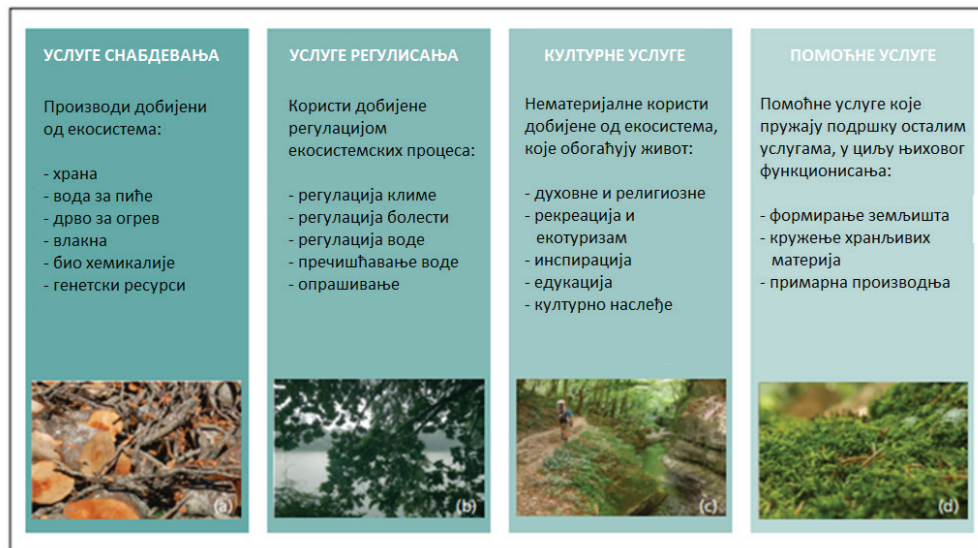 УСЛУГЕ СНАБДЕВАЊА
Производи добијени
од екосистема:
- храна
- вода за пиће
- дрво за огрев
- влакна
- био хемикалије
- генетски ресурси
(a)
УСЛУГЕ РЕГУЛИСАЊА
Користи добијене
регулацијом
екосистемских процеса:
- регулација климе
- регулација болести
- регулација воде
- пречишћавање воде
- опрашивање
(b)
КУЛТУРНЕ УСЛУГЕ
Нематеријалне користи
добијене од екосистема,
које обогаћују живот:
- духовне и религиозне
- рекреација и
екотуризам
- инспирација
- едукација
- културно наслеђе
(c)
ПОМОЋНЕ УСЛУГЕ
Помоћне услуге које
пружају подршку осталим
услугама, у циљу њиховог
функционисања:
- формирање земљишта
- кружење хранљивих
материја
- примарна производња
(d)